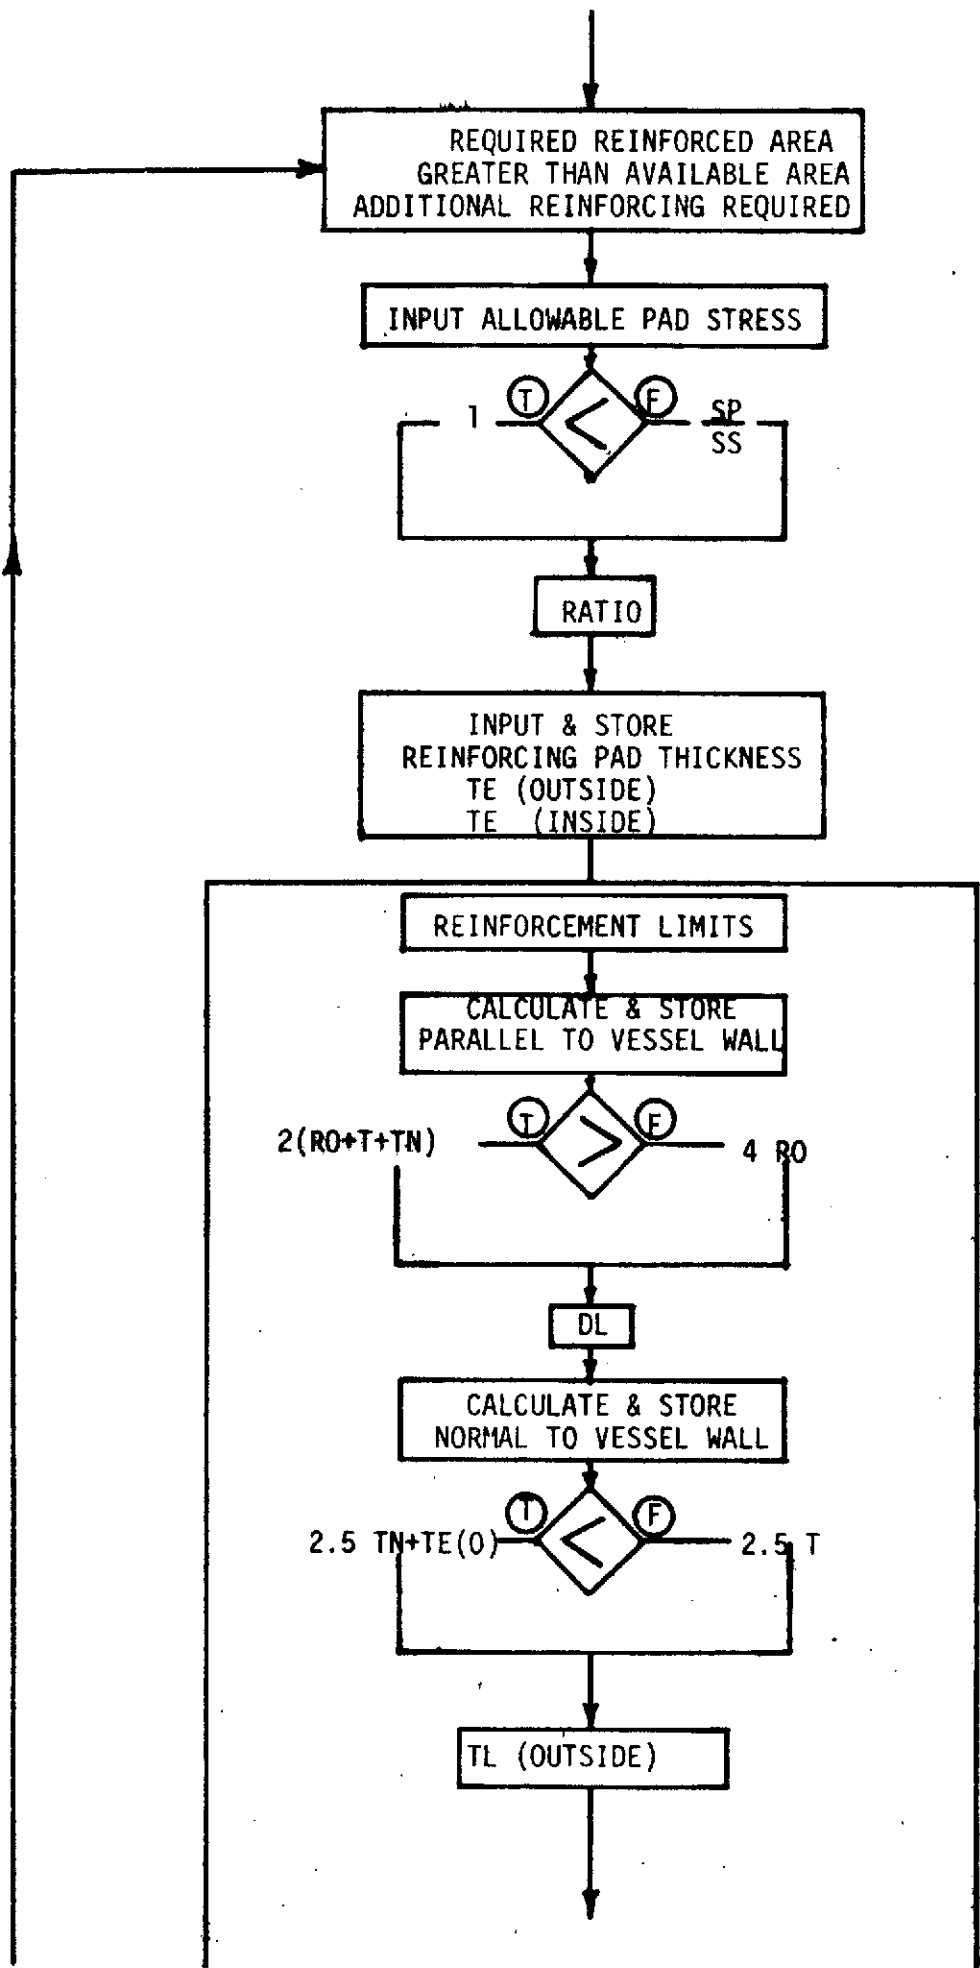 REQUIRED REINFORCED AREA
GREATER THAN AVAILABLE AREA
ADDITIONAL REINFORCING REQUIRED
INPUT ALLOWABLE PAD STRESS
1 T < F SP
SS
RATIO
INPUT & STORE
REINFORCING PAD THICKNESS
TE (OUTSIDE)
TE (INSIDE)
REINFORCEMENT LIMITS
CALCULATE & STORE
PARALLEL TO VESSEL WALL
2(RO+T+TN) T > F 4 RO
DL
CALCULATE & STORE
NORMAL TO VESSEL WALL
2.5 TN+TE(O) T < F 2.5 T
TL (OUTSIDE)